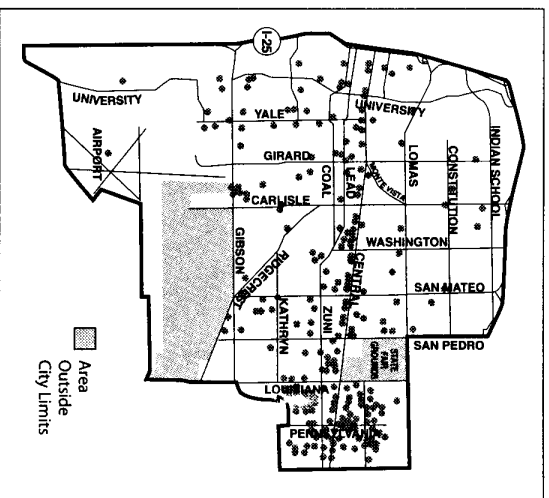 I-25
UNIVERSITY
UNIVERSITY
YALE
INDIAN SCHOOL
CONSTITUTION
LOMAS
AIRPORT
GIRARD
COAL
LEAD
MONTE VISTA
CARLISLE
WASHINGTON
GIBSON
RIDGECREST
CENTRAL
SAN MATEO
KATHRYN
ZUNI
SAN PEDRO
STATE
FAIR
GROUNDS
LOUISIANA
PENNSYLVANIA
Area
Outside
City Limits